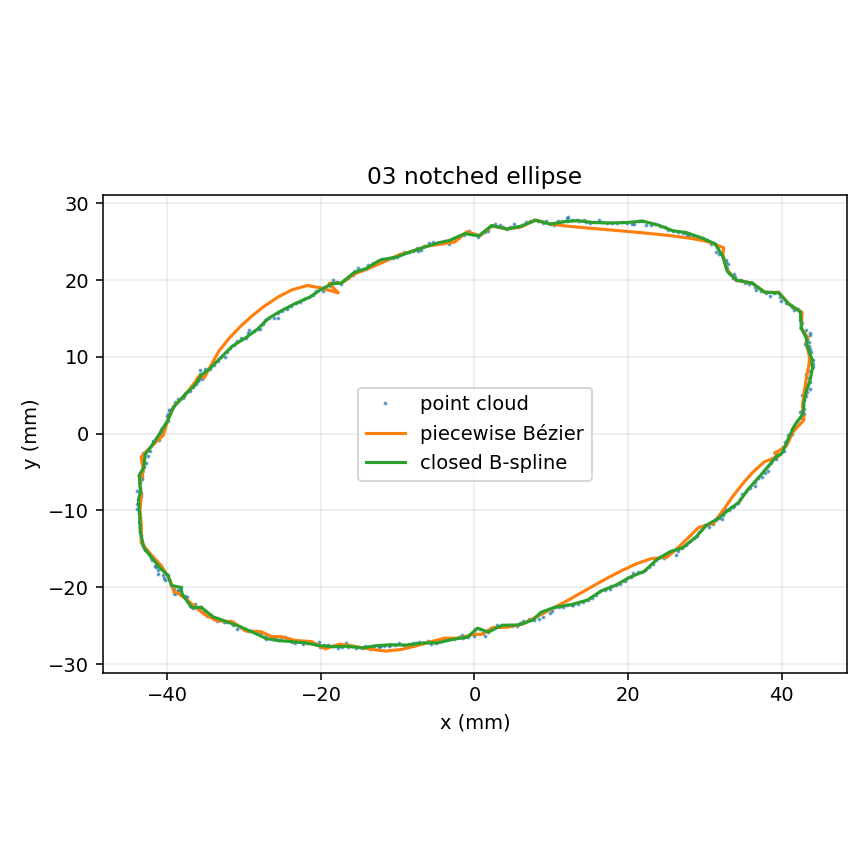 03 notched ellipse
30
20
10
0
−10
−20
−30
y (mm)
point cloud
piecewise Bézier
closed B-spline
−40
−20
0
20
40
x (mm)